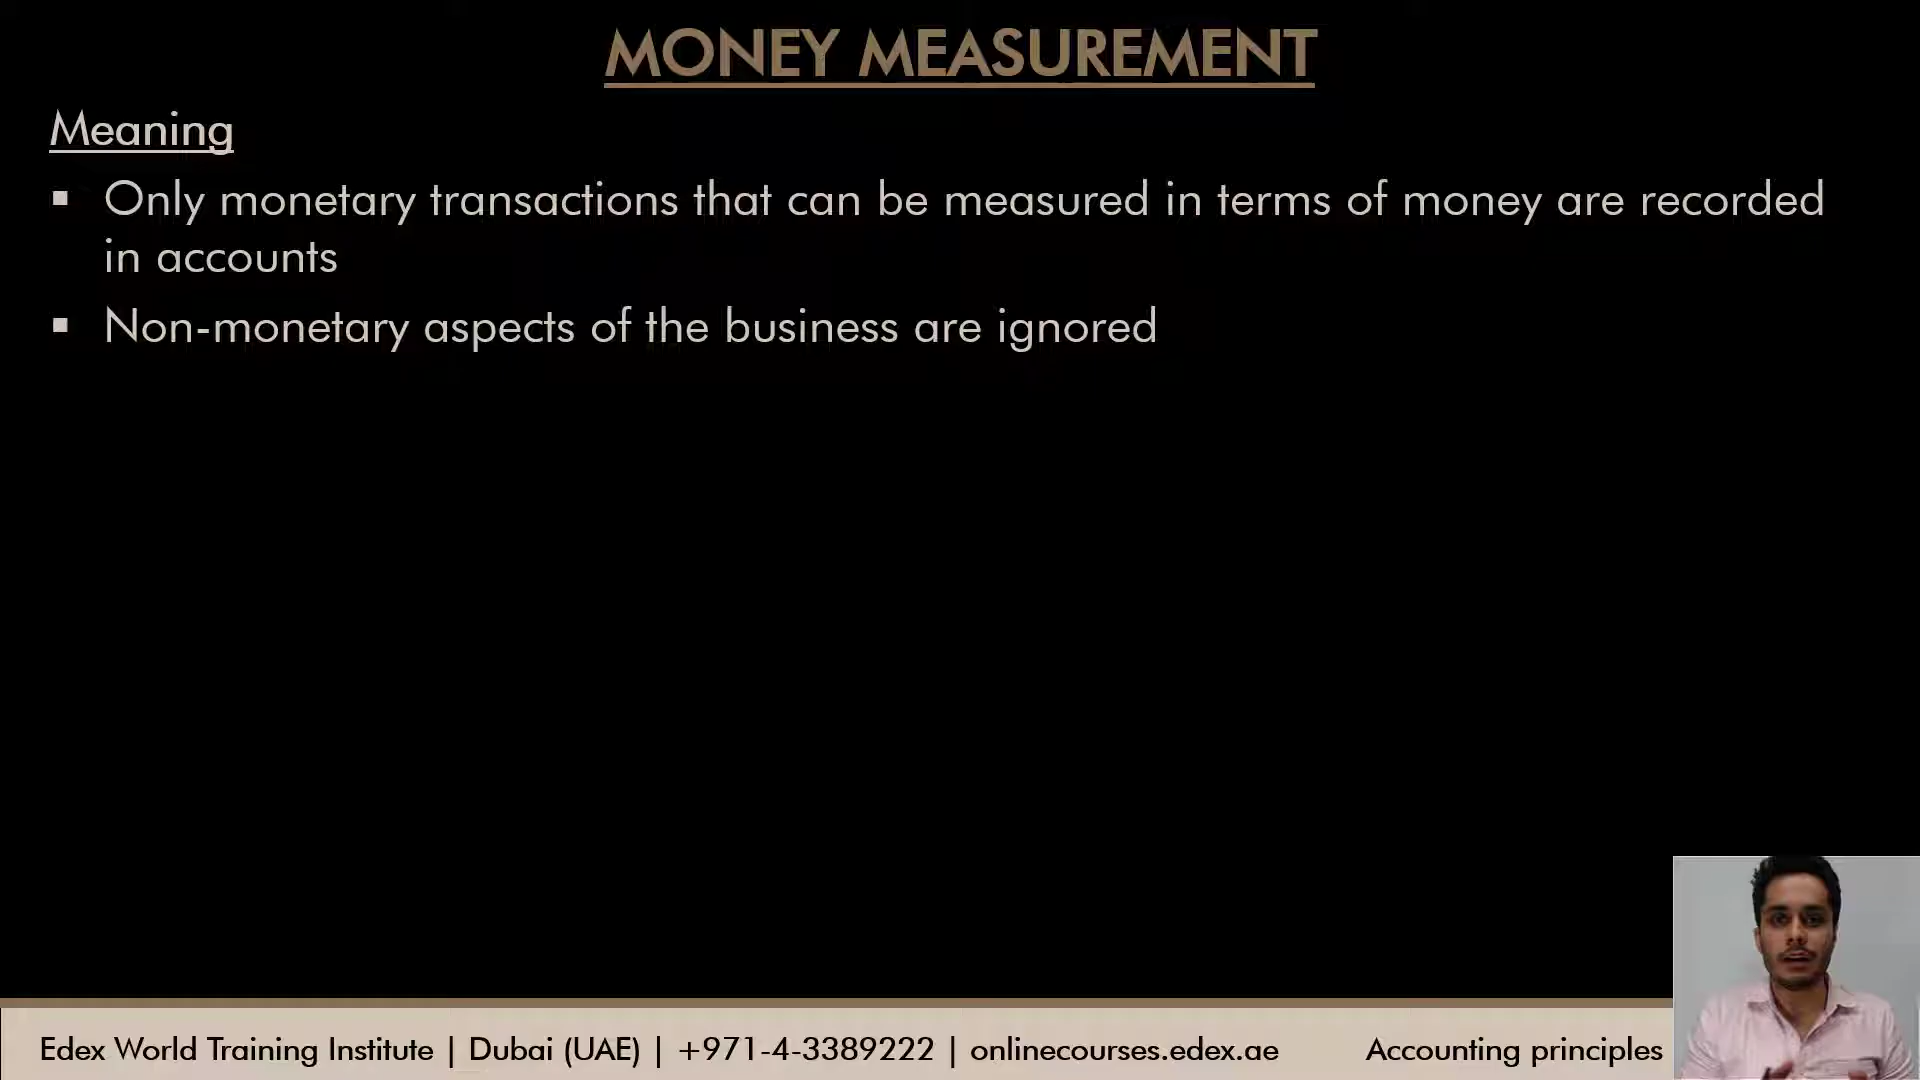 MONEY MEASUREMENT
Meaning
▪ Only monetary transactions that can be measured in terms of money are recorded
in accounts
▪ Non-monetary aspects of the business are ignored
Edex World Training Institute | Dubai (UAE) | +971-4-3389222 | onlinecourses.edex.ae Accounting principles